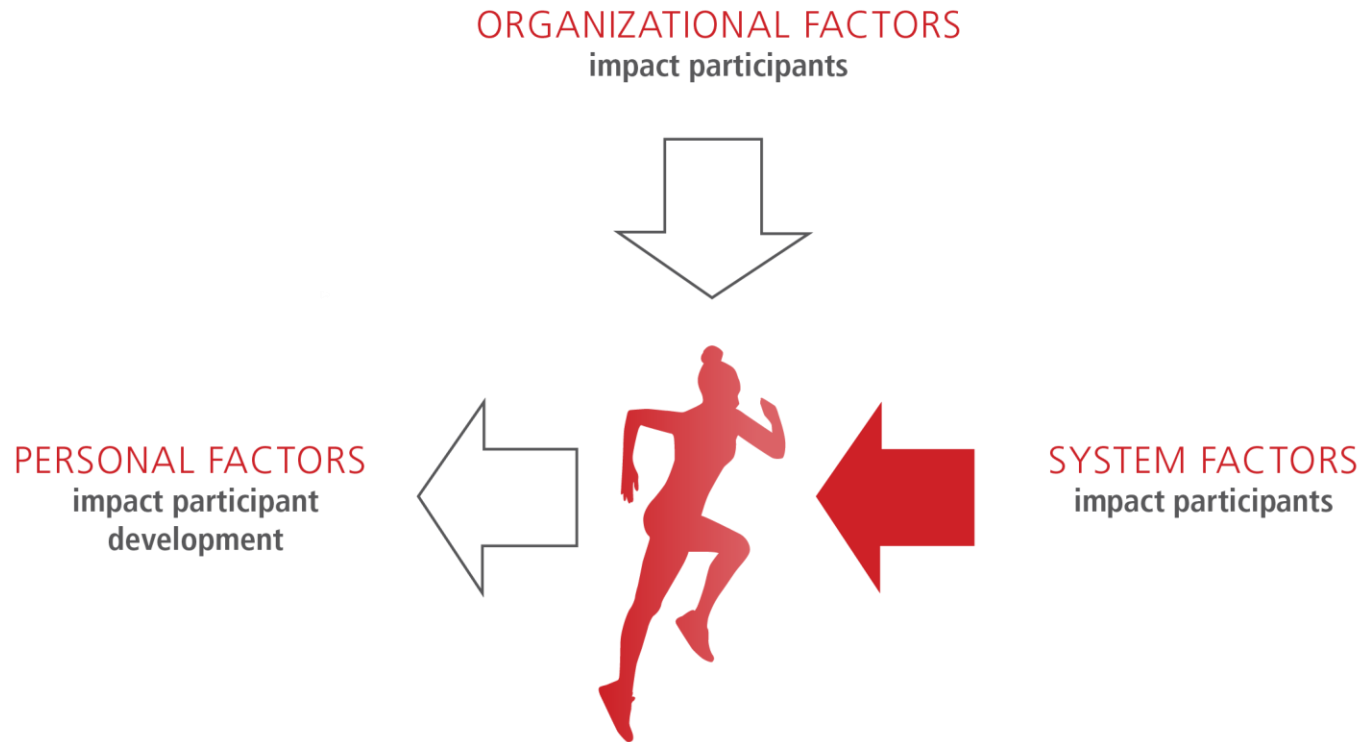 ORGANIZATIONAL FACTORS
impact participants
PERSONAL FACTORS
impact participant
development
SYSTEM FACTORS
impact participants